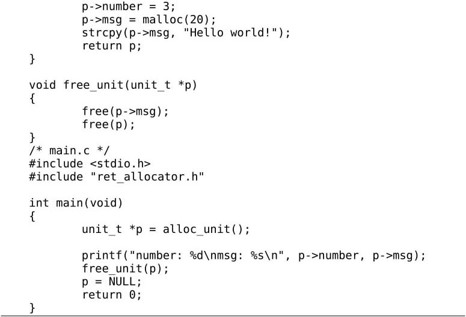 p->number = 3;
p->msg = malloc(20);
strcpy(p->msg, "Hello world!");
return p;
}
void free_unit(unit_t *p)
{
free(p->msg);
free(p);
}
/* main.c */
#include <stdio.h>
#include "ret_allocator.h"
int main(void)
{
unit_t *p = alloc_unit();
printf("number: %d\nmsg: %s\n", p->number, p->msg);
free_unit(p);
p = NULL;
return 0;
}